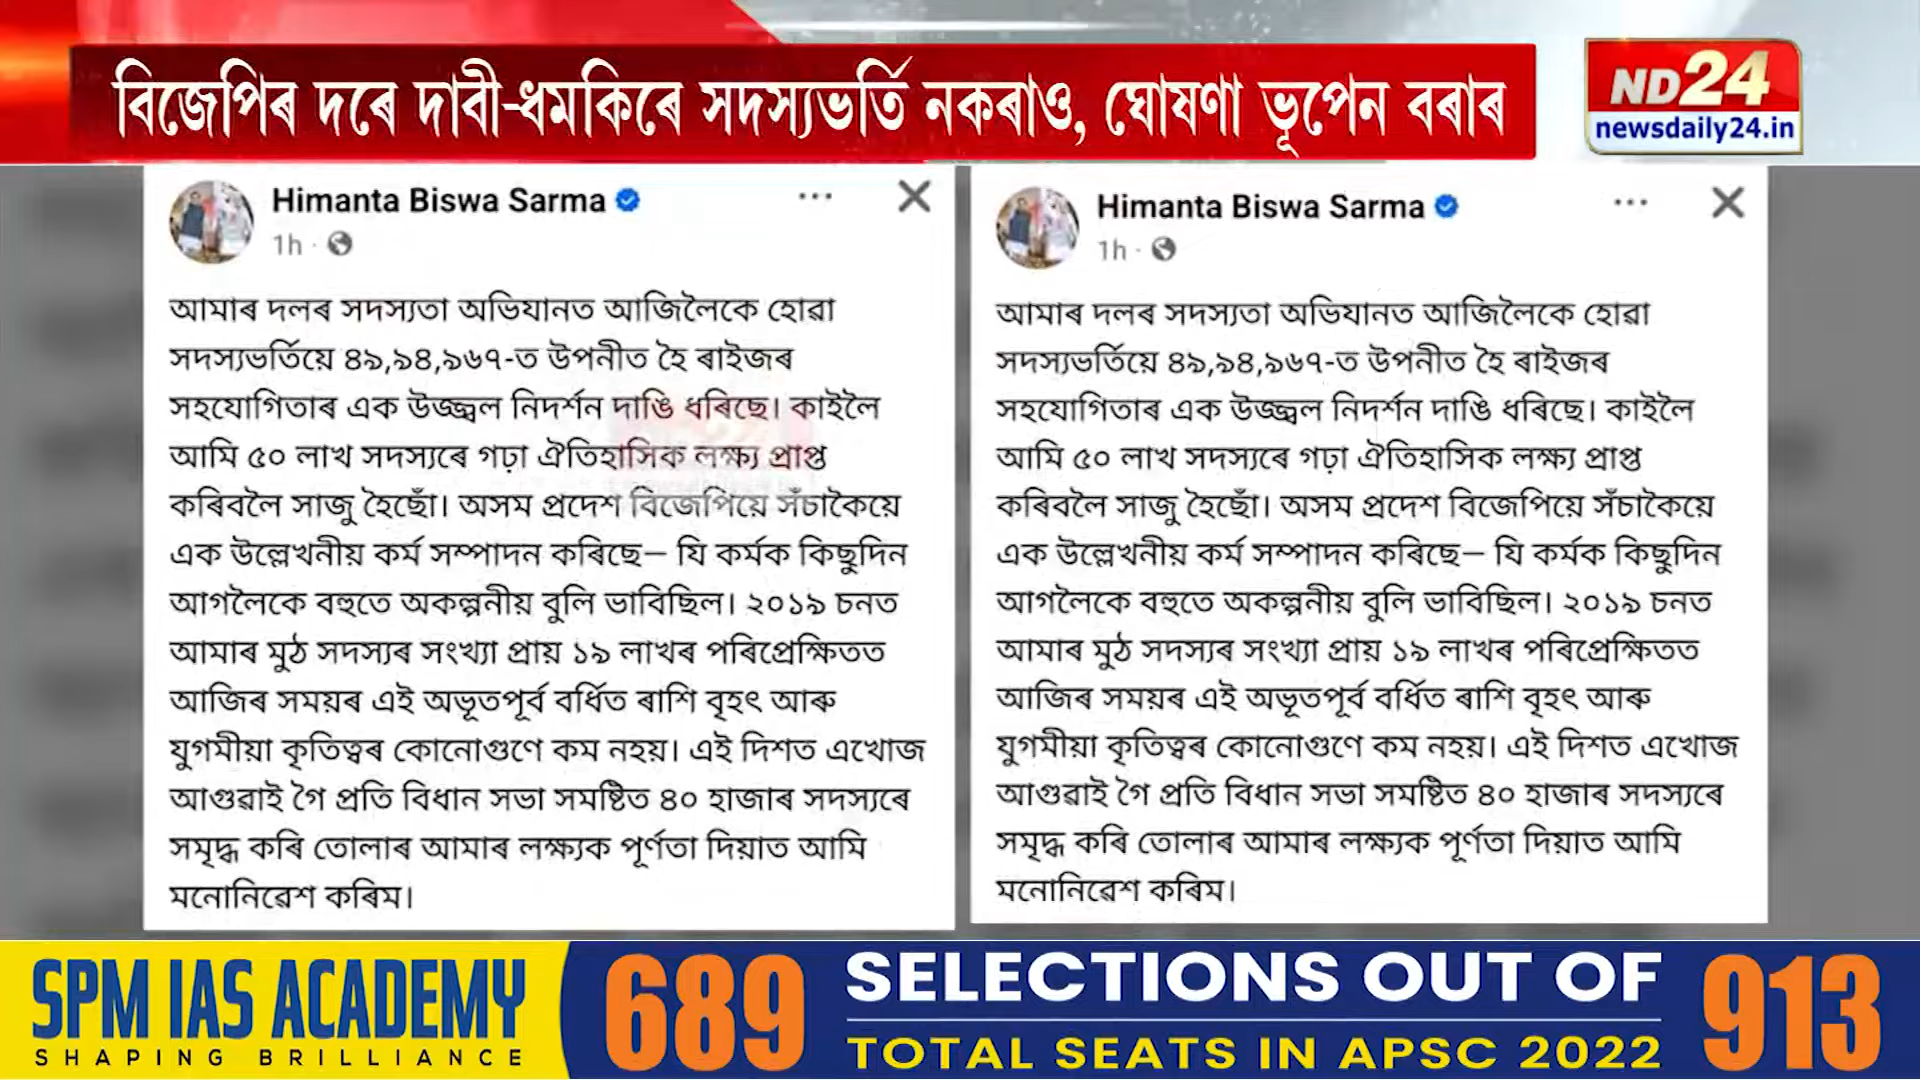 বিজেপিৰ দৰে দাবী-ধমকিৰে সদস্যভৰ্তি নকৰাও, ঘোষণা ভূপেন বৰাৰ
ND24
newsdaily24.in
Himanta Biswa Sarma
1h
আমাৰ দলৰ সদস্যতা অভিযানত আজিলৈকে হোৱা
সদস্যভৰ্তিয়ে ৪৯,৯৪,৯৬৭-ত উপনীত হৈ ৰাইজৰ
সহযোগিতাৰ এক উজ্জ্বল নিদৰ্শন দাঙি ধৰিছে। কাইলৈ
আমি ৫০ লাখ সদস্যৰে গঢ়া ঐতিহাসিক লক্ষ্য প্ৰাপ্ত
কৰিবলৈ সাজু হৈছোঁ। অসম প্ৰদেশ বিজেপিয়ে সঁচাকৈয়ে
এক উল্লেখনীয় কৰ্ম সম্পাদন কৰিছে– যি কৰ্মক কিছুদিন
আগলৈকে বহুতে অকল্পনীয় বুলি ভাবিছিল। ২০১৯ চনত
আমাৰ মুঠ সদস্যৰ সংখ্যা প্ৰায় ১৯ লাখৰ পৰিপ্ৰেক্ষিতত
আজিৰ সময়ৰ এই অভূতপূৰ্ব বৰ্ধিত ৰাশি বৃহৎ আৰু
যুগমীয়া কৃতিত্বৰ কোনোগুণে কম নহয়। এই দিশত এখোজ
আগুৱাই গৈ প্ৰতি বিধান সভা সমষ্টিত ৪০ হাজাৰ সদস্যৰে
সমৃদ্ধ কৰি তোলাৰ আমাৰ লক্ষ্যক পূৰ্ণতা দিয়াত আমি
মনোনিৱেশ কৰিম।
Himanta Biswa Sarma
1h
আমাৰ দলৰ সদস্যতা অভিযানত আজিলৈকে হোৱা
সদস্যভৰ্তিয়ে ৪৯,৯৪,৯৬৭-ত উপনীত হৈ ৰাইজৰ
সহযোগিতাৰ এক উজ্জ্বল নিদৰ্শন দাঙি ধৰিছে। কাইলৈ
আমি ৫০ লাখ সদস্যৰে গঢ়া ঐতিহাসিক লক্ষ্য প্ৰাপ্ত
কৰিবলৈ সাজু হৈছোঁ। অসম প্ৰদেশ বিজেপিয়ে সঁচাকৈয়ে
এক উল্লেখনীয় কৰ্ম সম্পাদন কৰিছে– যি কৰ্মক কিছুদিন
আগলৈকে বহুতে অকল্পনীয় বুলি ভাবিছিল। ২০১৯ চনত
আমাৰ মুঠ সদস্যৰ সংখ্যা প্ৰায় ১৯ লাখৰ পৰিপ্ৰেক্ষিতত
আজিৰ সময়ৰ এই অভূতপূৰ্ব বৰ্ধিত ৰাশি বৃহৎ আৰু
যুগমীয়া কৃতিত্বৰ কোনোগুণে কম নহয়। এই দিশত এখোজ
আগুৱাই গৈ প্ৰতি বিধান সভা সমষ্টিত ৪০ হাজাৰ সদস্যৰে
সমৃদ্ধ কৰি তোলাৰ আমাৰ লক্ষ্যক পূৰ্ণতা দিয়াত আমি
মনোনিৱেশ কৰিম।
SPM IAS ACADEMY
SHAPING BRILLIANCE
689
SELECTIONS OUT OF
TOTAL SEATS IN APSC 2022
913